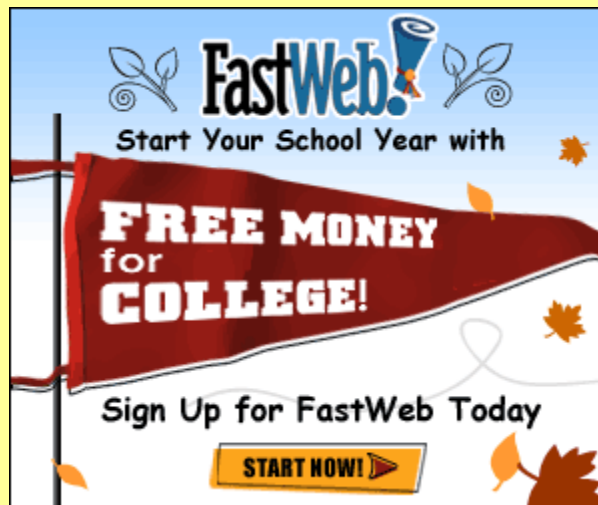 FastWeb!
Start Your School Year with
FREE MONEY
for
COLLEGE!
Sign Up for FastWeb Today
START NOW!